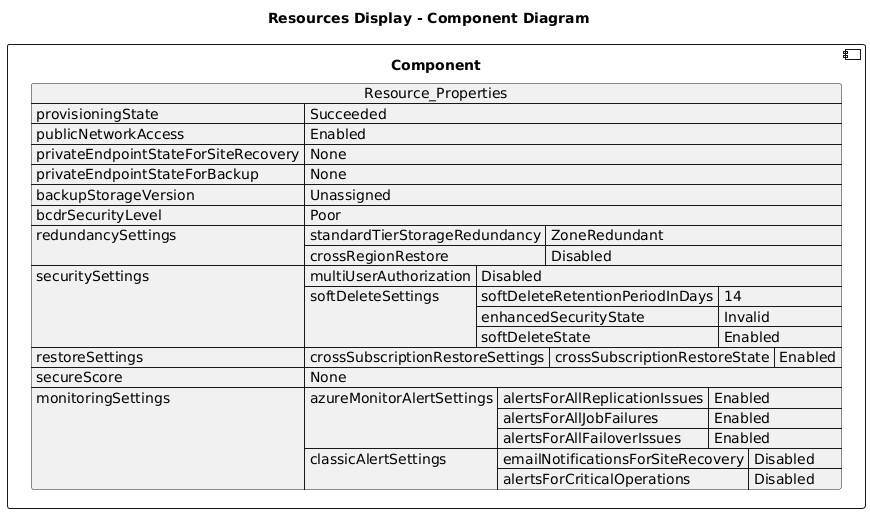 Resources Display - Component Diagram
Component
Resource_Properties
provisioningState Succeeded
publicNetworkAccess Enabled
privateEndpointStateForSiteRecovery None
privateEndpointStateForBackup None
backupStorageVersion Unassigned
bcdrSecurityLevel Poor
redundancySettings standardTierStorageRedundancy ZoneRedundant
crossRegionRestore Disabled
securitySettings multiUserAuthorization Disabled
softDeleteSettings softDeleteRetentionPeriodInDays 14
enhancedSecurityState Invalid
softDeleteState Enabled
restoreSettings crossSubscriptionRestoreSettings crossSubscriptionRestoreState Enabled
secureScore None
monitoringSettings azureMonitorAlertSettings alertsForAllReplicationIssues Enabled
alertsForAllJobFailures Enabled
alertsForAllFailoverIssues Enabled
classicAlertSettings emailNotificationsForSiteRecovery Disabled
alertsForCriticalOperations Disabled